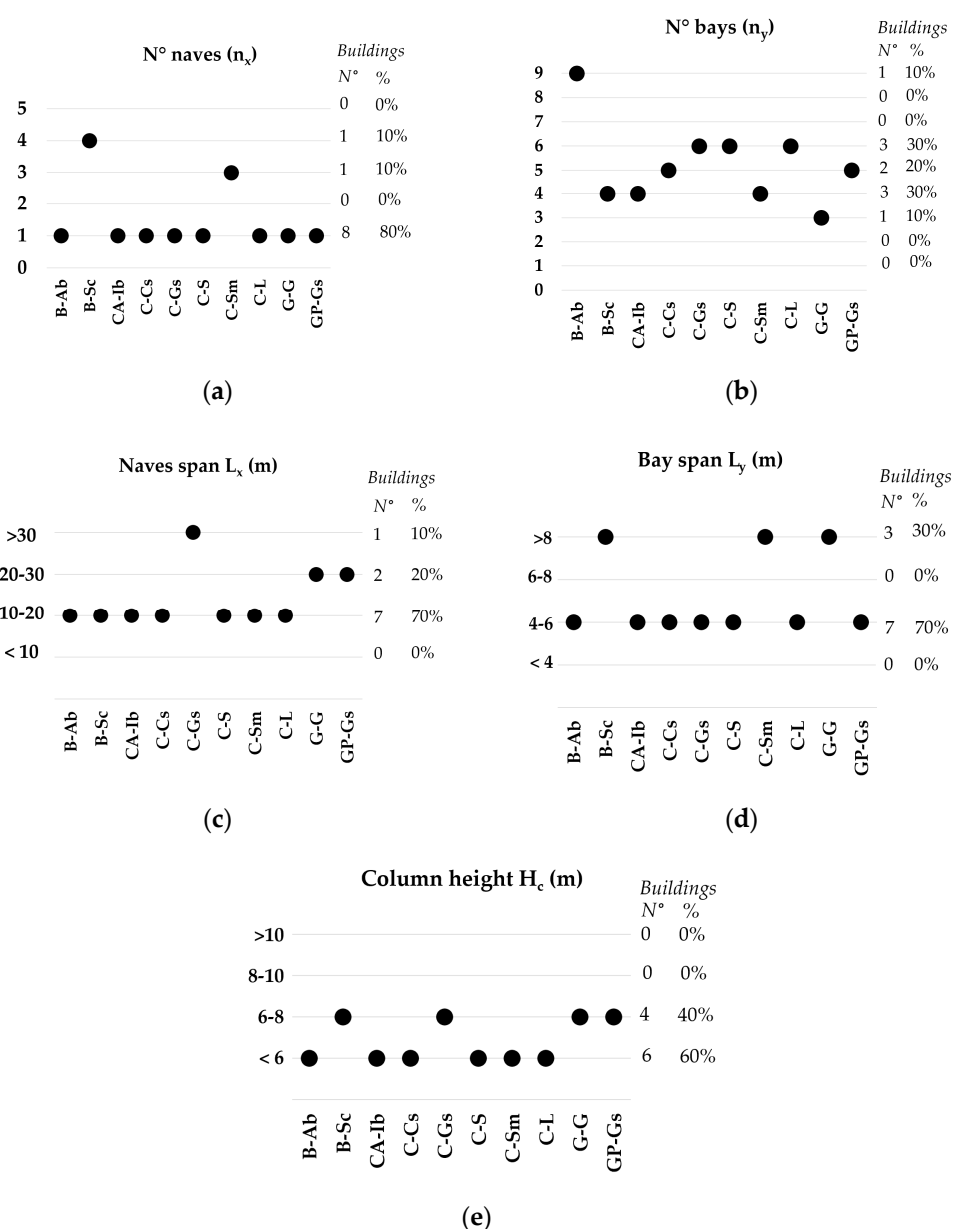 N° naves (nx)
Buildings
N° %
5 0 0%
4 1 10%
3 1 10%
2 0 0%
1 8 80%
0
B-Ab B-Sc CA-Ib C-Cs C-Gs C-S C-Sm C-L G-G GP-Gs
(a)
N° bays (ny)
Buildings
N° %
9 1 10%
8 0 0%
7 0 0%
6 3 30%
5 2 20%
4 3 30%
3 1 10%
2 0 0%
1 0 0%
0
B-Ab B-Sc CA-Ib C-Cs C-Gs C-S C-Sm C-L G-G GP-Gs
(b)
Naves span Lx (m)
Buildings
N° %
>30 1 10%
20-30 2 20%
10-20 7 70%
< 10 0 0%
B-Ab B-Sc CA-Ib C-Cs C-Gs C-S C-Sm C-L G-G GP-Gs
(c)
Bay span Ly (m)
Buildings
N° %
>8 3 30%
6-8 0 0%
4-6 7 70%
< 4 0 0%
B-Ab B-Sc CA-Ib C-Cs C-Gs C-S C-Sm C-L G-G GP-Gs
(d)
Column height Hc (m)
Buildings
N° %
>10 0 0%
8-10 0 0%
6-8 4 40%
< 6 6 60%
B-Ab B-Sc CA-Ib C-Cs C-Gs C-S C-Sm C-L G-G GP-Gs
(e)